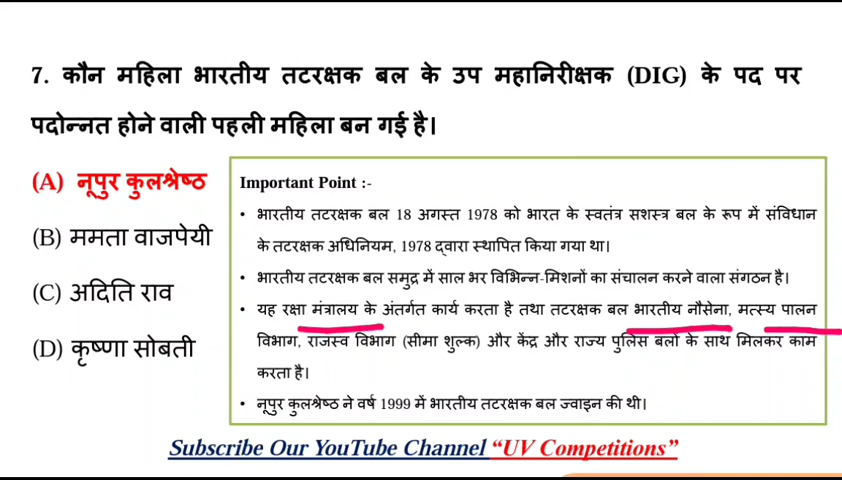 7. कौन महिला भारतीय तटरक्षक बल के उप महानिरीक्षक (DIG) के पद पर
पदोन्नत होने वाली पहली महिला बन गई है।
(A) नूपुर कुलश्रेष्ठ
(B) ममता वाजपेयी
(C) अदिति राव
(D) कृष्णा सोबती
Important Point :-
• भारतीय तटरक्षक बल 18 अगस्त 1978 को भारत के स्वतंत्र सशस्त्र बल के रूप में संविधान
के तटरक्षक अधिनियम, 1978 द्वारा स्थापित किया गया था।
• भारतीय तटरक्षक बल समुद्र में साल भर विभिन्न-मिशनों का संचालन करने वाला संगठन है।
• यह रक्षा मंत्रालय के अंतर्गत कार्य करता है तथा तटरक्षक बल भारतीय नौसेना, मत्स्य पालन
विभाग, राजस्व विभाग (सीमा शुल्क) और केंद्र और राज्य पुलिस बलों के साथ मिलकर काम
करता है।
• नूपुर कुलश्रेष्ठ ने वर्ष 1999 में भारतीय तटरक्षक बल ज्वाइन की थी।
Subscribe Our YouTube Channel “UV Competitions”